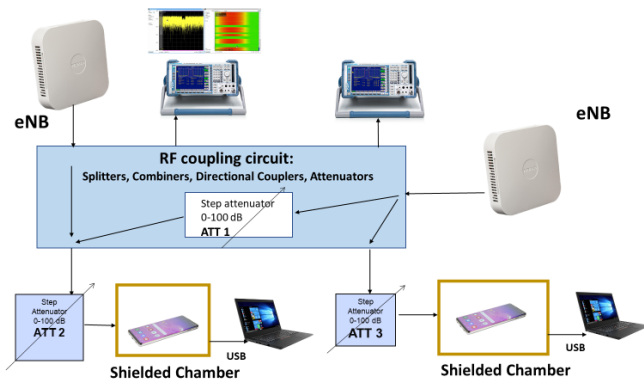 eNB
eNB
RF coupling circuit:
Splitters, Combiners, Directional Couplers, Attenuators
Step attenuator
0-100 dB
ATT 1
Step
Attenuator
0-100 dB
ATT 2
Step
Attenuator
0-100 dB
ATT 3
USB
USB
Shielded Chamber
Shielded Chamber